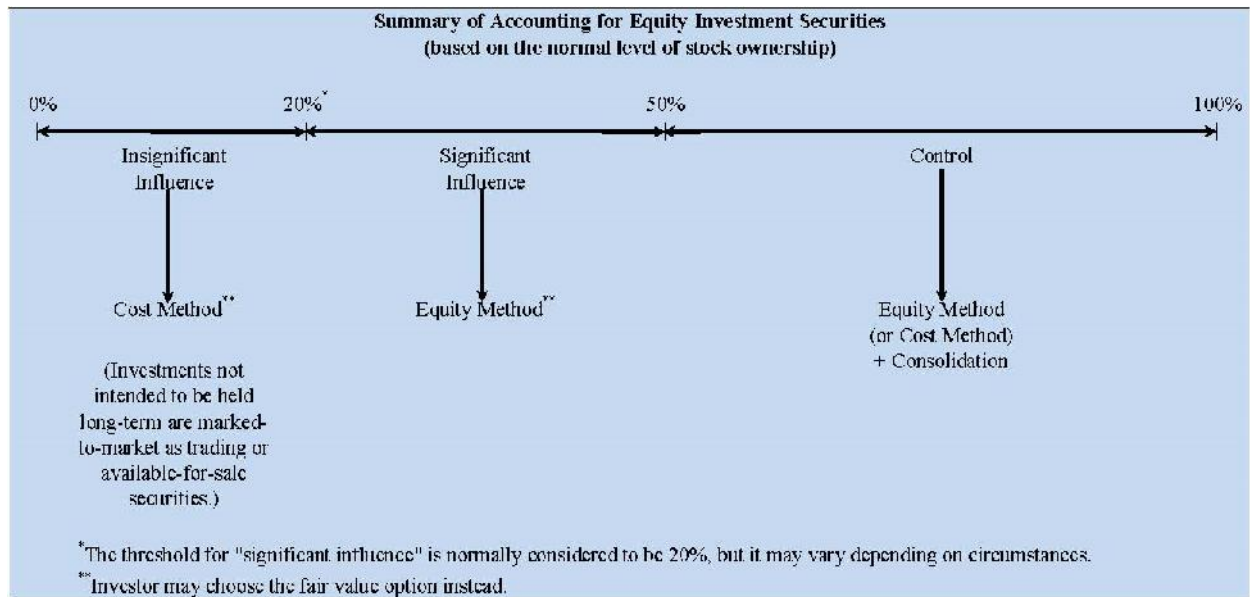 Summary of Accounting for Equity Investment Securities
(based on the normal level of stock ownership)
0% 20%* 50% 100%
Insignificant Influence
Significant Influence
Control
Cost Method**
Equity Method**
Equity Method
(or Cost Method)
+ Consolidation
(Investments not
intended to be held
long-term are marked-
to-market as trading or
available-for-sale
securities.)
*The threshold for "significant influence" is normally considered to be 20%, but it may vary depending on circumstances.
**Investor may choose the fair value option instead.